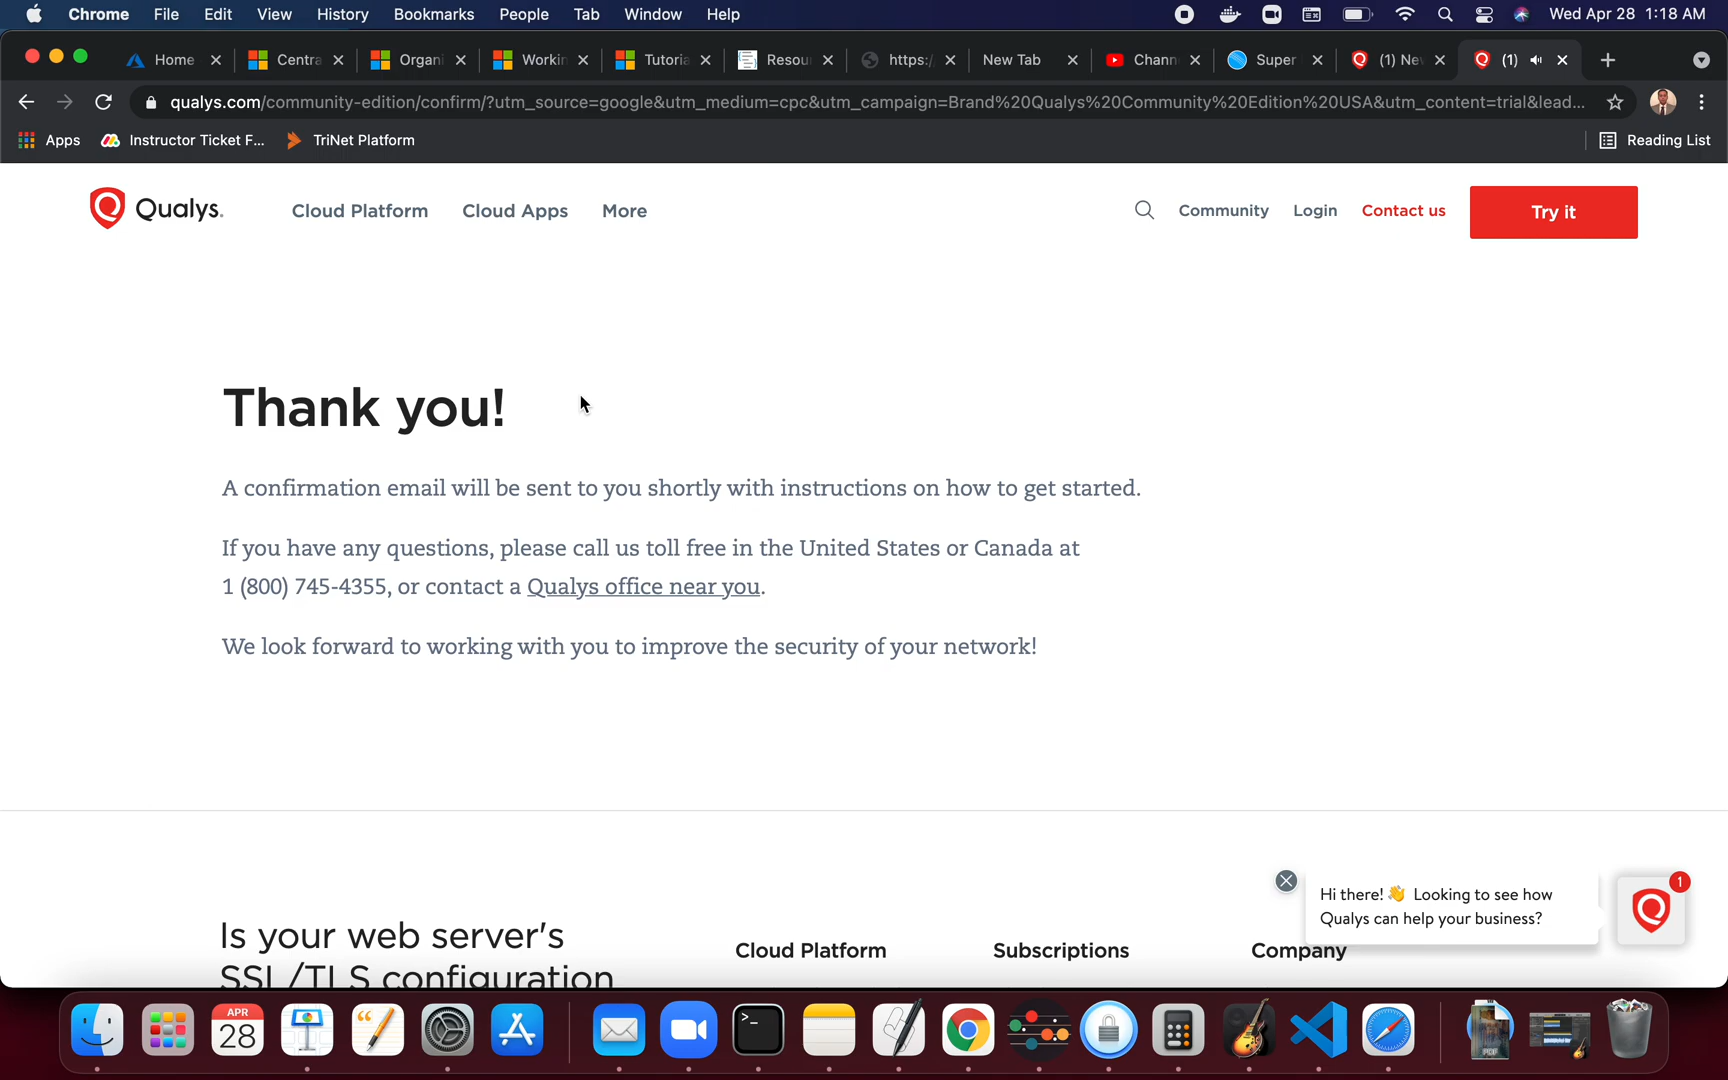 Chrome File Edit View History Bookmarks People Tab Window Help Wed Apr 28 1:18 AM
Home Centra Organi Workin Tutoria Resou https:/ New Tab Chann Super (1) Ne (1)
qualys.com/community-edition/confirm/?utm_source=google&utm_medium=cpc&utm_campaign=Brand%20Qualys%20Community%20Edition%20USA&utm_content=trial&lead...
Apps Instructor Ticket F... TriNet Platform Reading List
Qualys. Cloud Platform Cloud Apps More Community Login Contact us Try it
Thank you!
A confirmation email will be sent to you shortly with instructions on how to get started.
If you have any questions, please call us toll free in the United States or Canada at
1 (800) 745-4355, or contact a Qualys office near you.
We look forward to working with you to improve the security of your network!
1
Hi there! 👋 Looking to see how
Qualys can help your business?
Is your web server's
SSL/TLS configuration
Cloud Platform Subscriptions Company
APR
28